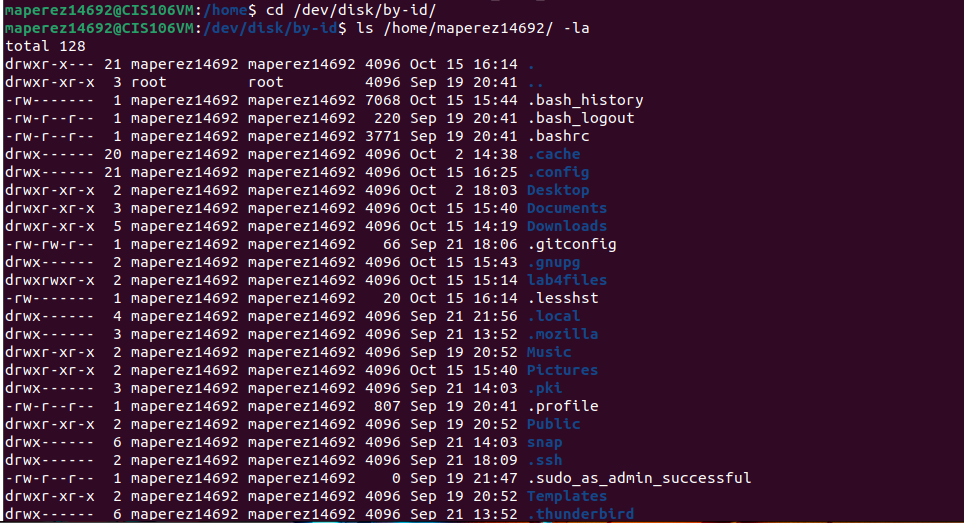 maperez14692@CIS106VM:/home$ cd /dev/disk/by-id/
maperez14692@CIS106VM:/dev/disk/by-id$ ls /home/maperez14692/ -la
total 128
drwxr-x--- 21 maperez14692 maperez14692 4096 Oct 15 16:14 .
drwxr-xr-x  3 root         root         4096 Sep 19 20:41 ..
-rw-------  1 maperez14692 maperez14692 7068 Oct 15 15:44 .bash_history
-rw-r--r--  1 maperez14692 maperez14692  220 Sep 19 20:41 .bash_logout
-rw-r--r--  1 maperez14692 maperez14692 3771 Sep 19 20:41 .bashrc
drwx------ 20 maperez14692 maperez14692 4096 Oct  2 14:38 .cache
drwx------ 21 maperez14692 maperez14692 4096 Oct 15 16:25 .config
drwxr-xr-x  2 maperez14692 maperez14692 4096 Oct  2 18:03 Desktop
drwxr-xr-x  3 maperez14692 maperez14692 4096 Oct 15 15:40 Documents
drwxr-xr-x  5 maperez14692 maperez14692 4096 Oct 15 14:19 Downloads
-rw-rw-r--  1 maperez14692 maperez14692   66 Sep 21 18:06 .gitconfig
drwx------  2 maperez14692 maperez14692 4096 Oct 15 15:43 .gnupg
drwxrwxr-x  2 maperez14692 maperez14692 4096 Oct 15 15:14 lab4files
-rw-------  1 maperez14692 maperez14692   20 Oct 15 16:14 .lesshst
drwx------  4 maperez14692 maperez14692 4096 Sep 21 21:56 .local
drwx------  3 maperez14692 maperez14692 4096 Sep 21 13:52 .mozilla
drwxr-xr-x  2 maperez14692 maperez14692 4096 Sep 19 20:52 Music
drwxr-xr-x  2 maperez14692 maperez14692 4096 Oct 15 15:40 Pictures
drwx------  3 maperez14692 maperez14692 4096 Sep 21 14:03 .pki
-rw-r--r--  1 maperez14692 maperez14692  807 Sep 19 20:41 .profile
drwxr-xr-x  2 maperez14692 maperez14692 4096 Sep 19 20:52 Public
drwx------  6 maperez14692 maperez14692 4096 Sep 21 14:03 snap
drwx------  2 maperez14692 maperez14692 4096 Sep 21 18:09 .ssh
-rw-r--r--  1 maperez14692 maperez14692    0 Sep 19 21:47 .sudo_as_admin_successful
drwxr-xr-x  2 maperez14692 maperez14692 4096 Sep 19 20:52 Templates
drwx------  6 maperez14692 maperez14692 4096 Sep 21 13:52 .thunderbird